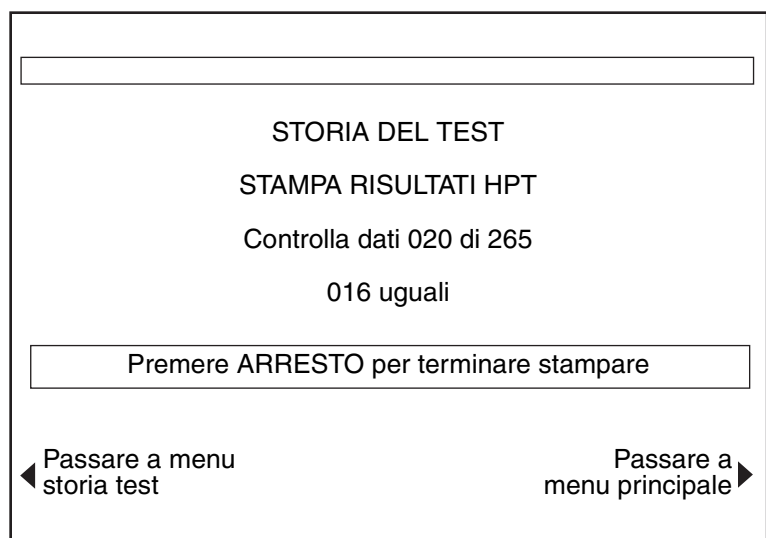 STORIA DEL TEST
STAMPA RISULTATI HPT
Controlla dati 020 di 265
016 uguali
Premere ARRESTO per terminare stampare
Passare a menu
storia test
Passare a
menu principale